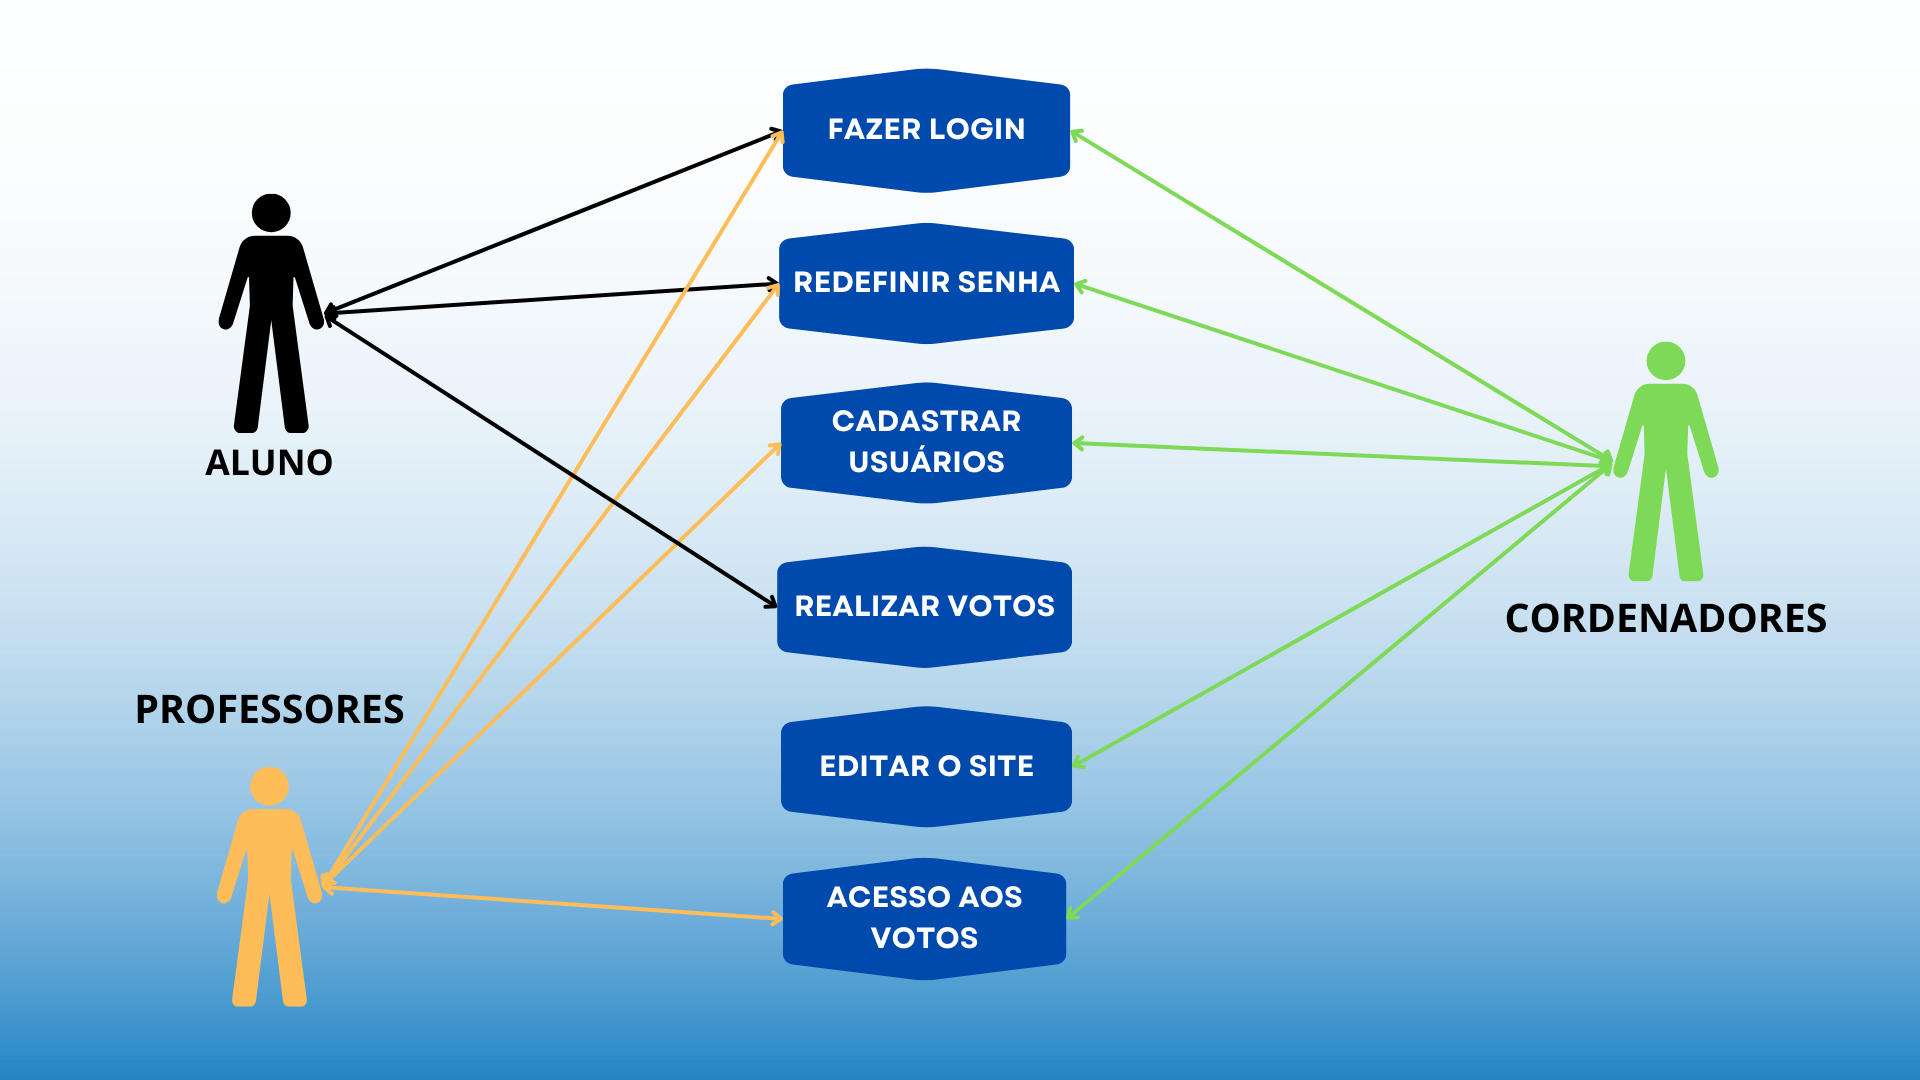 FAZER LOGIN
REDEFINIR SENHA
CADASTRAR
USUÁRIOS
ALUNO
REALIZAR VOTOS
CORDENADORES
PROFESSORES
EDITAR O SITE
ACESSO AOS
VOTOS